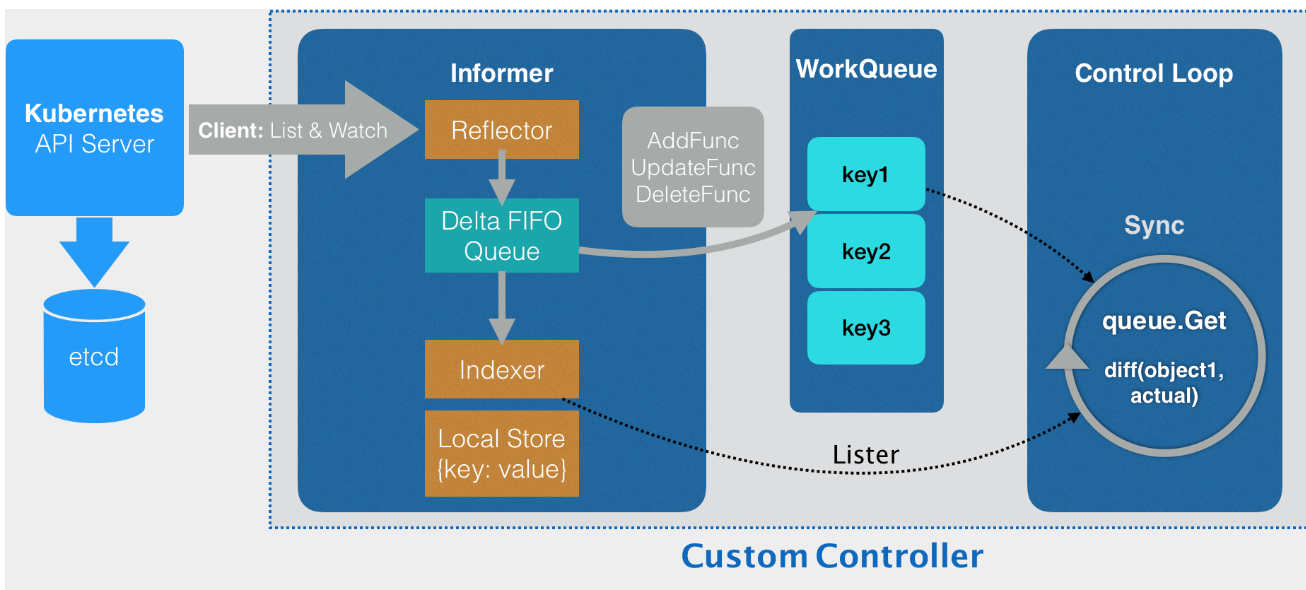 Kubernetes
API Server
etcd
Client: List & Watch
Informer
Reflector
Delta FIFO
Queue
Indexer
Local Store
{key: value}
AddFunc
UpdateFunc
DeleteFunc
WorkQueue
key1
key2
key3
Control Loop
Sync
queue.Get
diff(object1,
actual)
Lister
Custom Controller